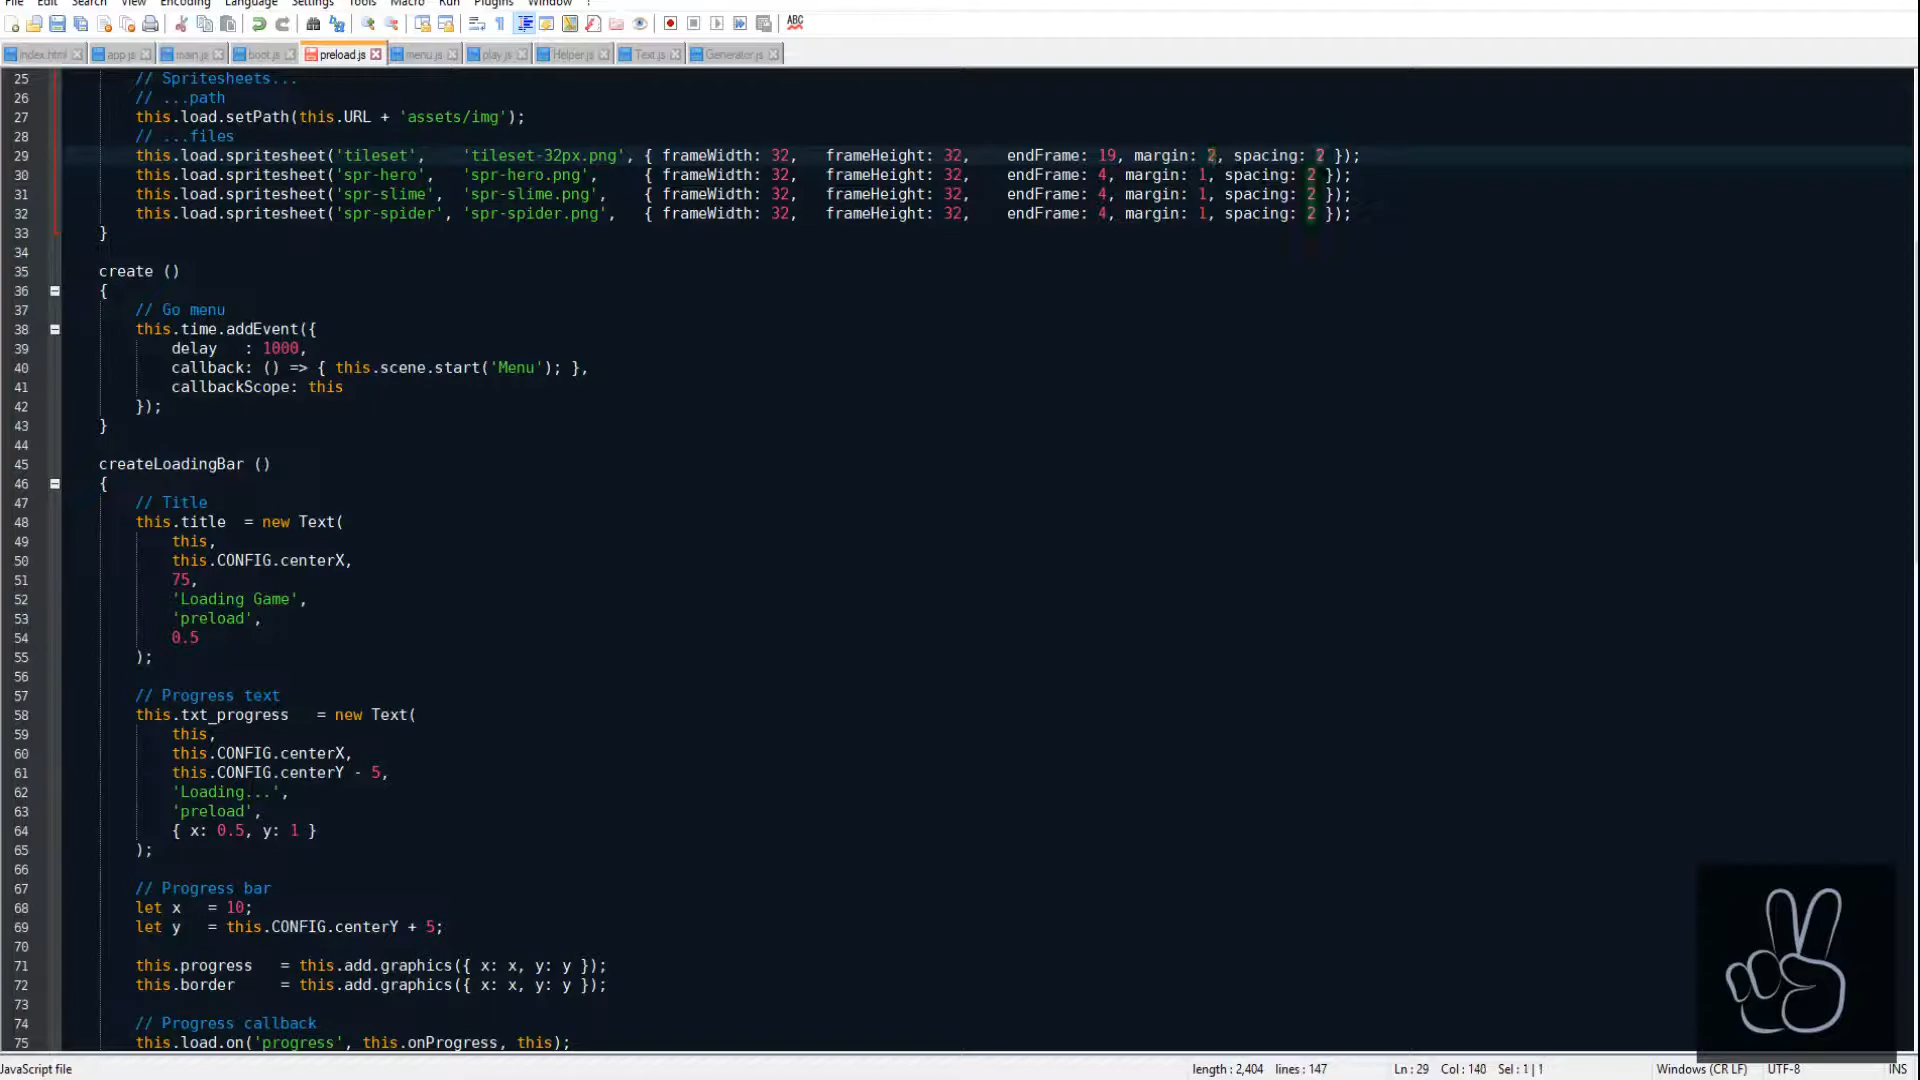 File Edit Search View Encoding Language Settings Tools Macro Run Plugins Window ?
ABC
index.html app.js main.js boot.js preload.js menu.js play.js Helper.js Text.js Generator.js
25 // Spritesheets...
26 // ...path
27 this.load.setPath(this.URL + 'assets/img');
28 // ...files
29 this.load.spritesheet('tileset', 'tileset-32px.png', { frameWidth: 32, frameHeight: 32, endFrame: 19, margin: 2, spacing: 2 });
30 this.load.spritesheet('spr-hero', 'spr-hero.png', { frameWidth: 32, frameHeight: 32, endFrame: 4, margin: 1, spacing: 2 });
31 this.load.spritesheet('spr-slime', 'spr-slime.png', { frameWidth: 32, frameHeight: 32, endFrame: 4, margin: 1, spacing: 2 });
32 this.load.spritesheet('spr-spider', 'spr-spider.png', { frameWidth: 32, frameHeight: 32, endFrame: 4, margin: 1, spacing: 2 });
33 }
34
35 create ()
36 {
37 // Go menu
38 this.time.addEvent({
39 delay : 1000,
40 callback: () => { this.scene.start('Menu'); },
41 callbackScope: this
42 });
43 }
44
45 createLoadingBar ()
46 {
47 // Title
48 this.title = new Text(
49 this,
50 this.CONFIG.centerX,
51 75,
52 'Loading Game',
53 'preload',
54 0.5
55 );
56
57 // Progress text
58 this.txt_progress = new Text(
59 this,
60 this.CONFIG.centerX,
61 this.CONFIG.centerY - 5,
62 'Loading...',
63 'preload',
64 { x: 0.5, y: 1 }
65 );
66
67 // Progress bar
68 let x = 10;
69 let y = this.CONFIG.centerY + 5;
70
71 this.progress = this.add.graphics({ x: x, y: y });
72 this.border = this.add.graphics({ x: x, y: y });
73
74 // Progress callback
75 this.load.on('progress', this.onProgress, this);
JavaScript file length : 2,404 lines : 147 Ln : 29 Col : 140 Sel : 1 | 1 Windows (CR LF) UTF-8 INS